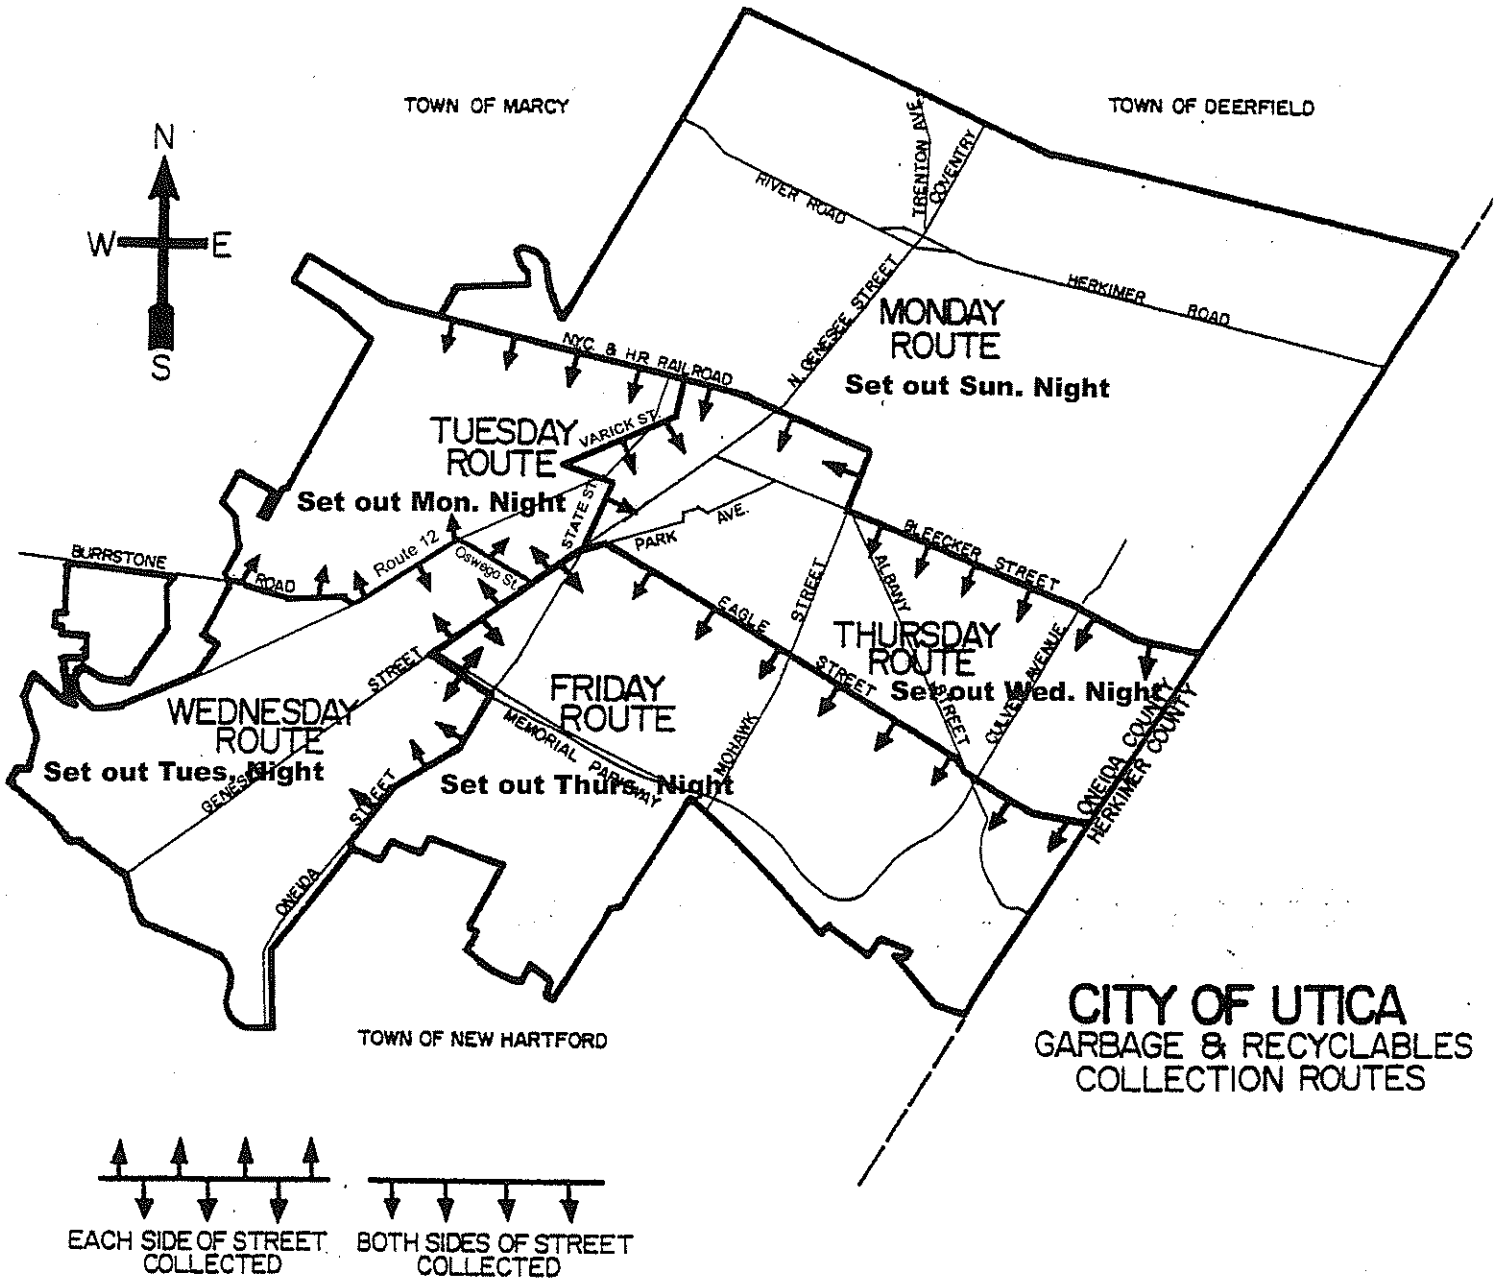 TOWN OF MARCY
TOWN OF DEERFIELD
N
W
E
S
TRENTON AVE.
COVENTRY
RIVER ROAD
HERKIMER
ROAD
N. GENESEE STREET
MONDAY
ROUTE
Set out Sun. Night
NYC. & HR RAILROAD
TUESDAY
ROUTE
Set out Mon. Night
VARICK ST.
STATE ST.
PARK
AVE.
BLEECKER STREET
BURRSTONE
ROAD
Route 12
Oswego St.
ALBANY
STREET
EAGLE
STREET
MOHAWK
STREET
THURSDAY
ROUTE
Set out Wed. Night
CULVER AVENUE
ONEIDA COUNTY
HERKIMER COUNTY
STREET
FRIDAY
ROUTE
MEMORIAL PARKWAY
Set out Thurs. Night
WEDNESDAY
ROUTE
Set out Tues. Night
ONEIDA
STREET
CITY OF UTICA
GARBAGE & RECYCLABLES
COLLECTION ROUTES
TOWN OF NEW HARTFORD
EACH SIDE OF STREET
COLLECTED
BOTH SIDES OF STREET
COLLECTED